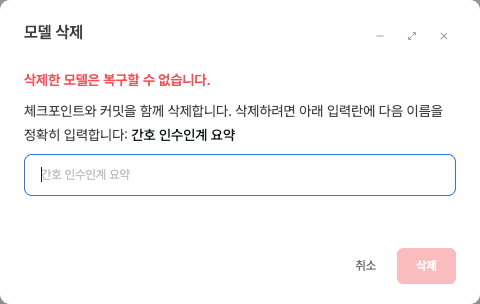 모델 삭제
삭제한 모델은 복구할 수 없습니다.
체크포인트와 커밋을 함께 삭제합니다. 삭제하려면 아래 입력란에 다음 이름을
정확히 입력합니다: 간호 인수인계 요약
간호 인수인계 요약
취소 삭제